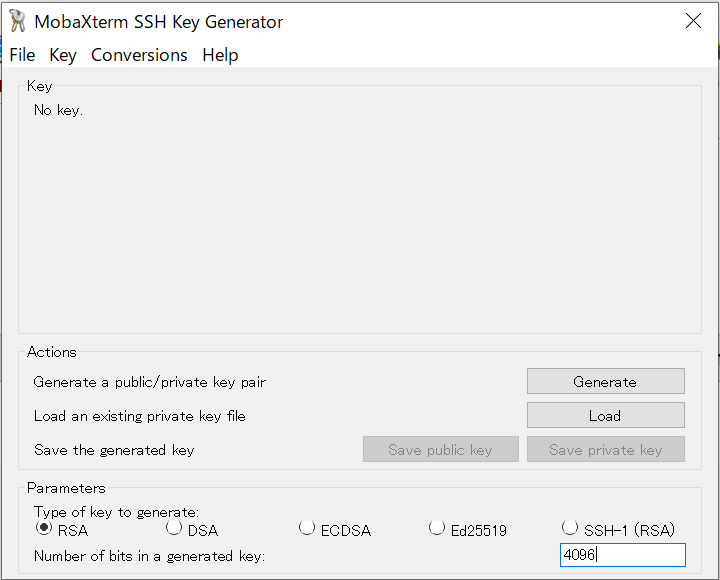 MobaXterm SSH Key Generator
File Key Conversions Help
Key
No key.
Actions
Generate a public/private key pair
Generate
Load an existing private key file
Load
Save the generated key
Save public key
Save private key
Parameters
Type of key to generate:
RSA DSA ECDSA Ed25519 SSH-1 (RSA)
Number of bits in a generated key:
4096